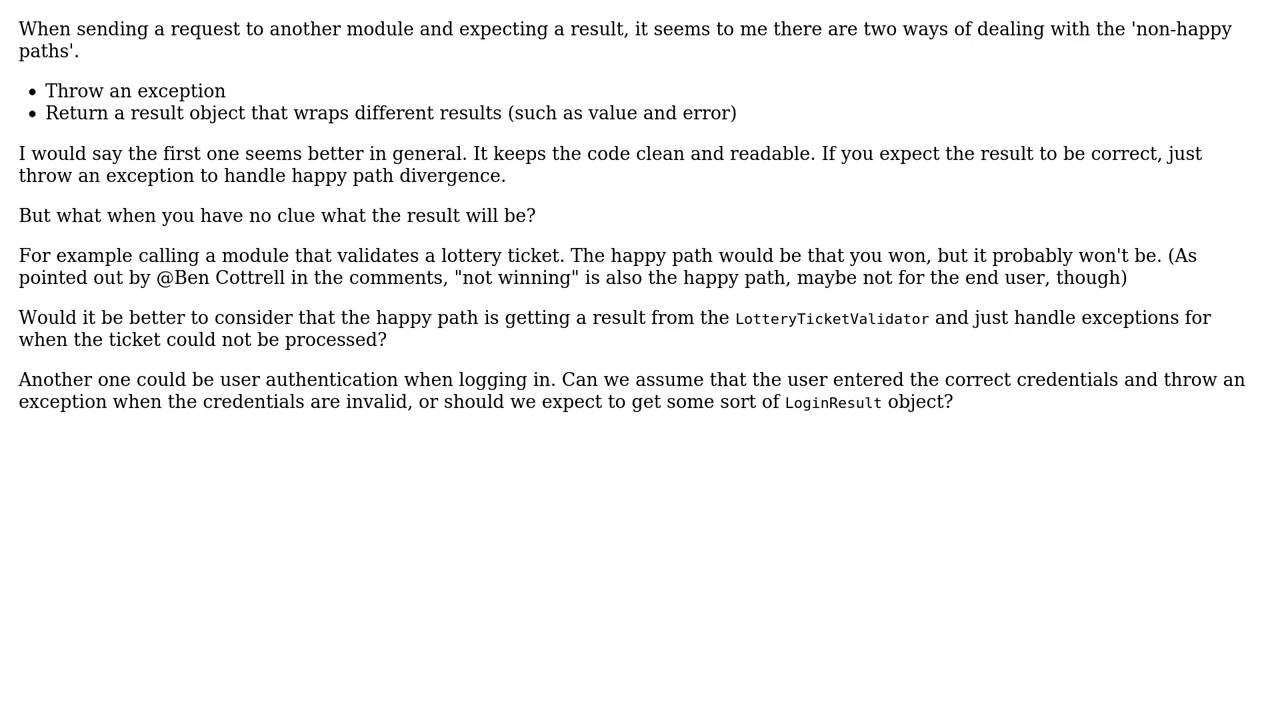 When sending a request to another module and expecting a result, it seems to me there are two ways of dealing with the 'non-happy
paths'.
• Throw an exception
• Return a result object that wraps different results (such as value and error)
I would say the first one seems better in general. It keeps the code clean and readable. If you expect the result to be correct, just
throw an exception to handle happy path divergence.
But what when you have no clue what the result will be?
For example calling a module that validates a lottery ticket. The happy path would be that you won, but it probably won't be. (As
pointed out by @Ben Cottrell in the comments, "not winning" is also the happy path, maybe not for the end user, though)
Would it be better to consider that the happy path is getting a result from the LotteryTicketValidator and just handle exceptions for
when the ticket could not be processed?
Another one could be user authentication when logging in. Can we assume that the user entered the correct credentials and throw an
exception when the credentials are invalid, or should we expect to get some sort of LoginResult object?